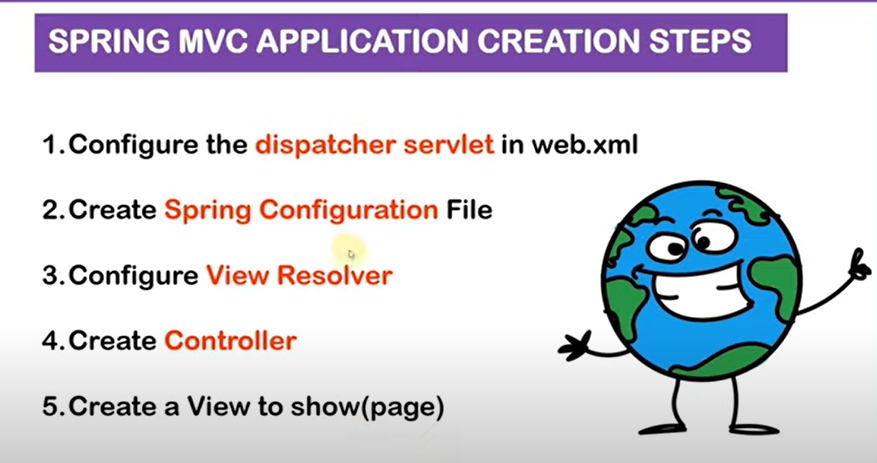 SPRING MVC APPLICATION CREATION STEPS
1.Configure the dispatcher servlet in web.xml
2.Create Spring Configuration File
3.Configure View Resolver
4.Create Controller
5.Create a View to show(page)